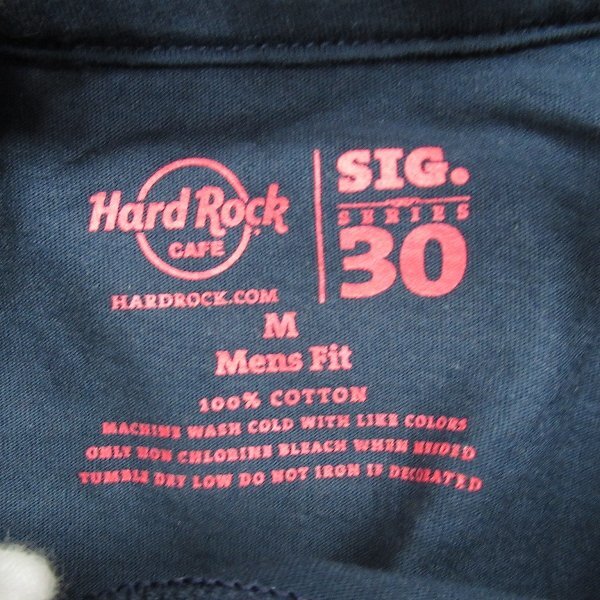 Hard Rock
CAFE
HARDROCK.COM
SIG.
SERIES
30
M
Mens Fit
100% COTTON
MACHINE WASH COLD WITH LIKE COLORS
ONLY NON CHLORINE BLEACH WHEN NEEDED
TUMBLE DRY LOW DO NOT IRON IF DECORATED